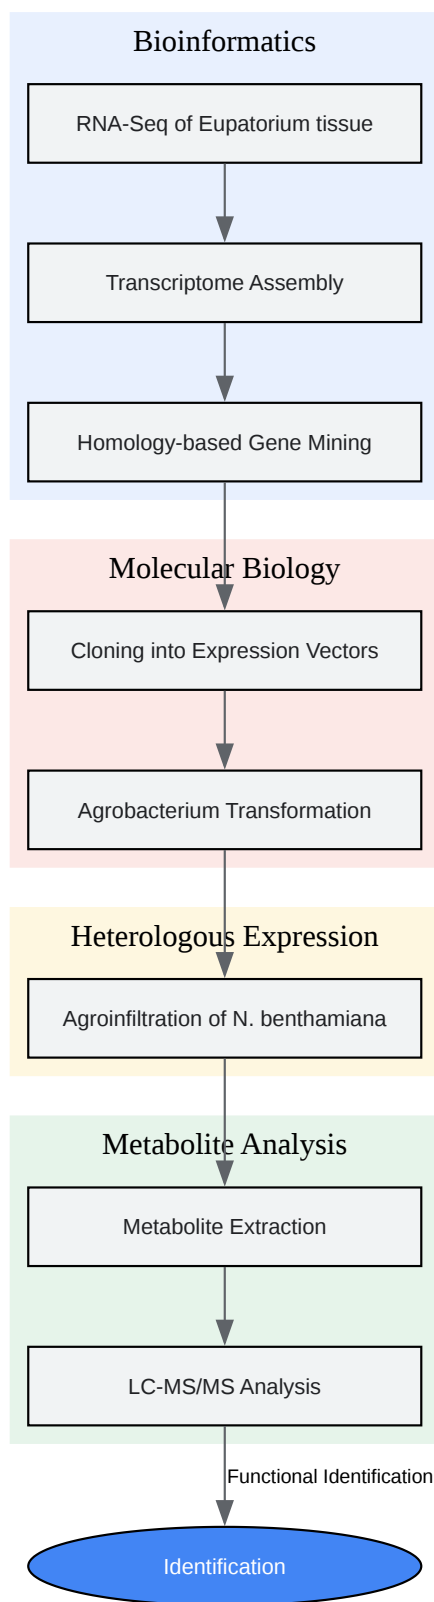 Bioinformatics
RNA-Seq of Eupatorium tissue
Transcriptome Assembly
Homology-based Gene Mining
Molecular Biology
Cloning into Expression Vectors
Agrobacterium Transformation
Heterologous Expression
Agroinfiltration of N. benthamiana
Metabolite Analysis
Metabolite Extraction
LC-MS/MS Analysis
Functional Identification
Identification